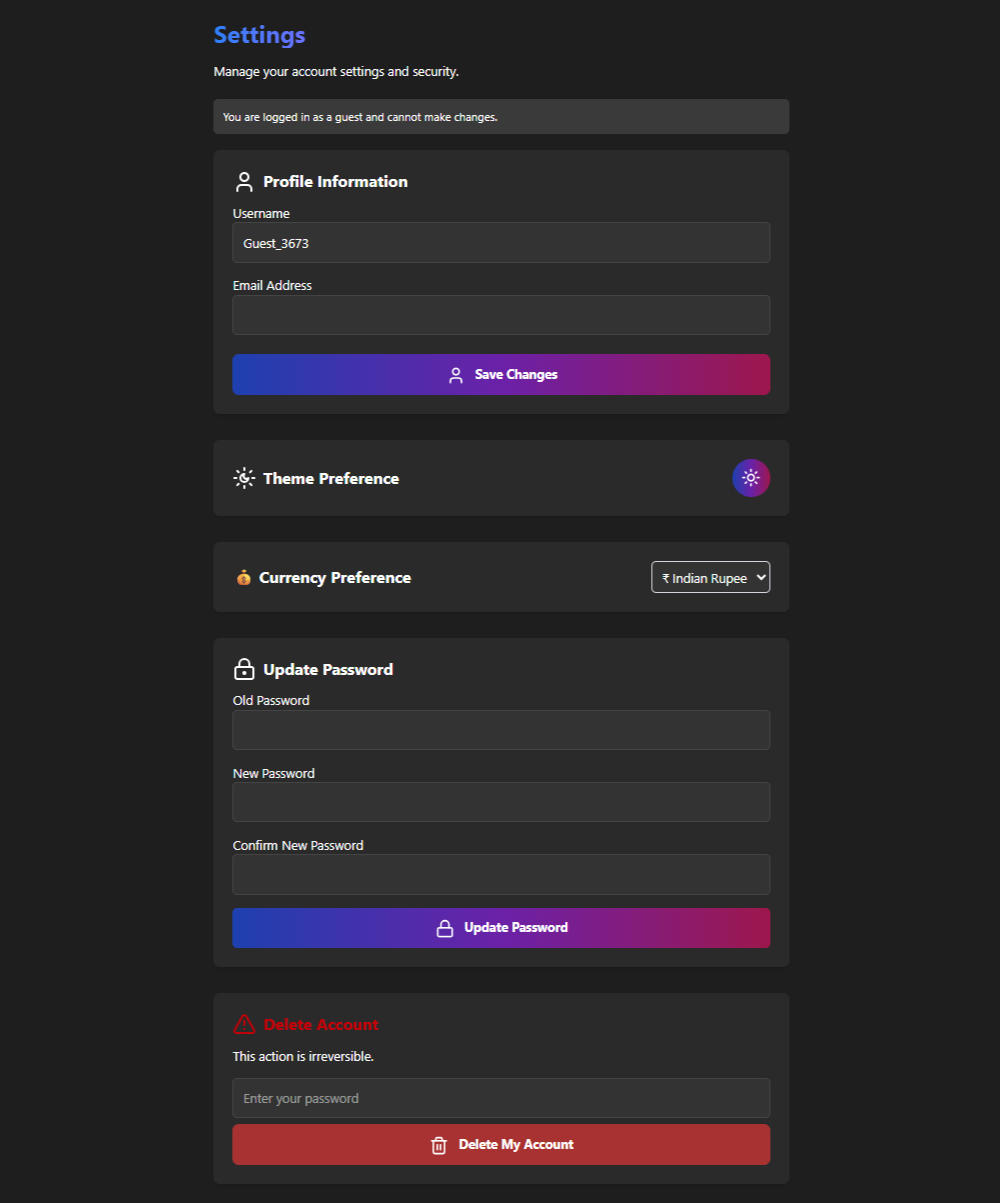 Settings
Manage your account settings and security.
You are logged in as a guest and cannot make changes.
Profile Information
Username
Guest_3673
Email Address
Save Changes
Theme Preference
Currency Preference
₹ Indian Rupee
Update Password
Old Password
New Password
Confirm New Password
Update Password
Delete Account
This action is irreversible.
Enter your password
Delete My Account